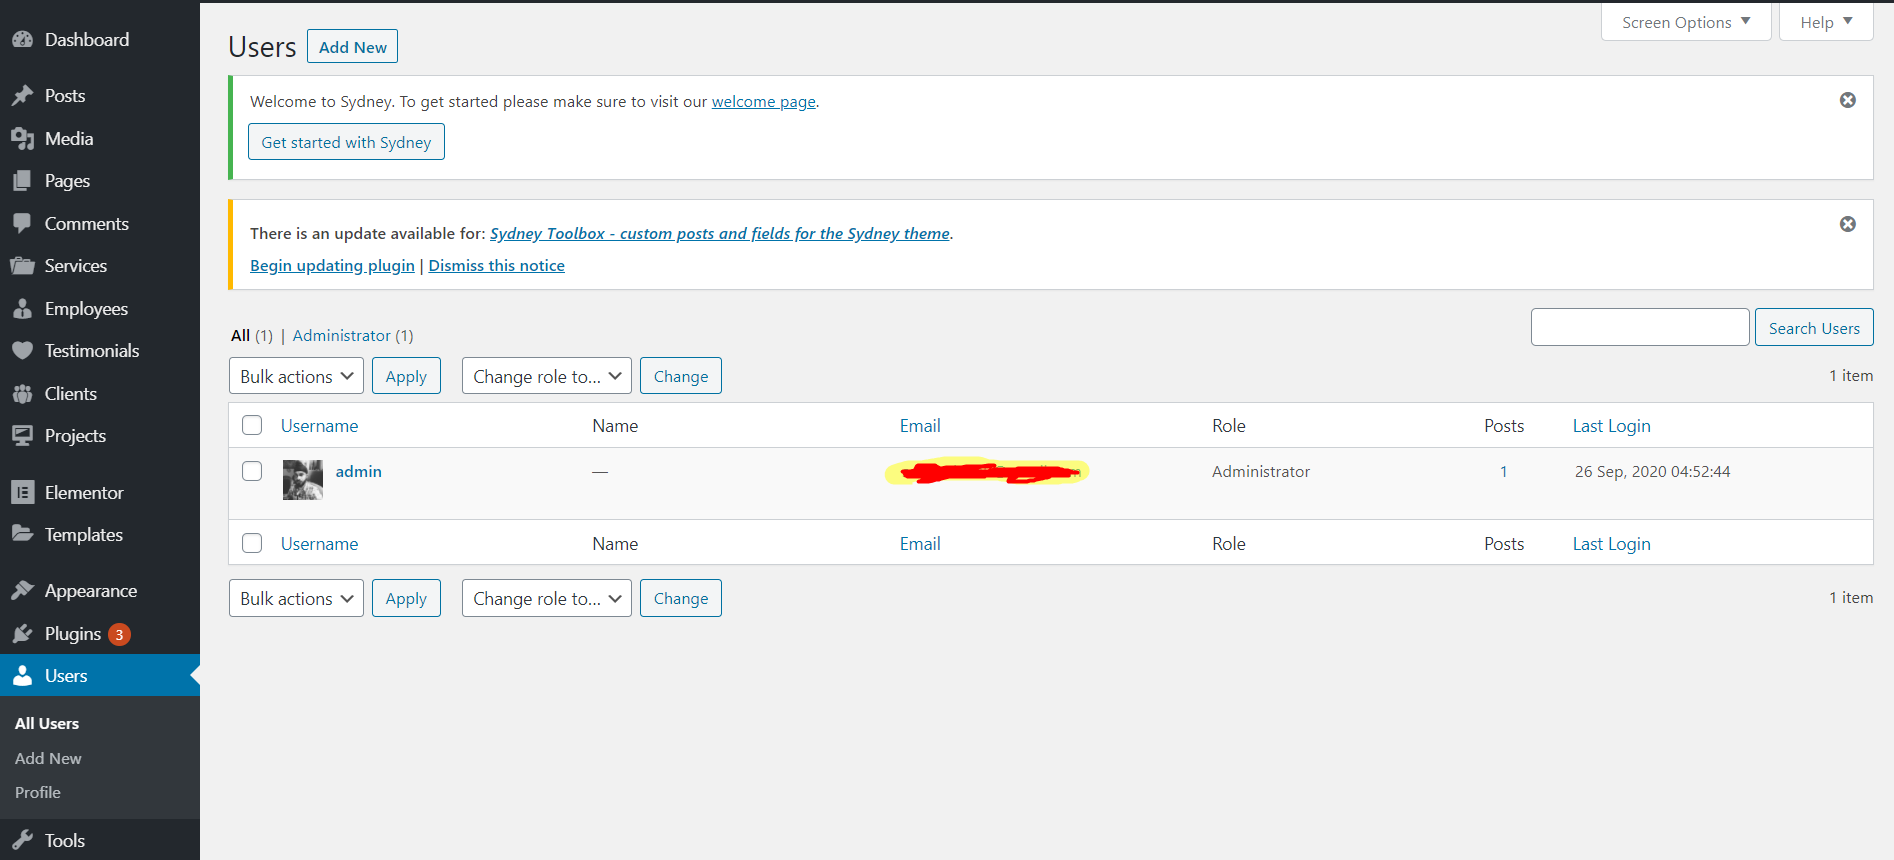 Screen Options
Help
Dashboard
Posts
Media
Pages
Comments
Services
Employees
Testimonials
Clients
Projects
Elementor
Templates
Appearance
Plugins 3
Users
All Users
Add New
Profile
Tools
Users Add New
Welcome to Sydney. To get started please make sure to visit our welcome page.
Get started with Sydney
There is an update available for: Sydney Toolbox - custom posts and fields for the Sydney theme.
Begin updating plugin | Dismiss this notice
All (1) | Administrator (1)
Search Users
Bulk actions Apply Change role to... Change 1 item
Username Name Email Role Posts Last Login
admin — Administrator 1 26 Sep, 2020 04:52:44
Username Name Email Role Posts Last Login
Bulk actions Apply Change role to... Change 1 item